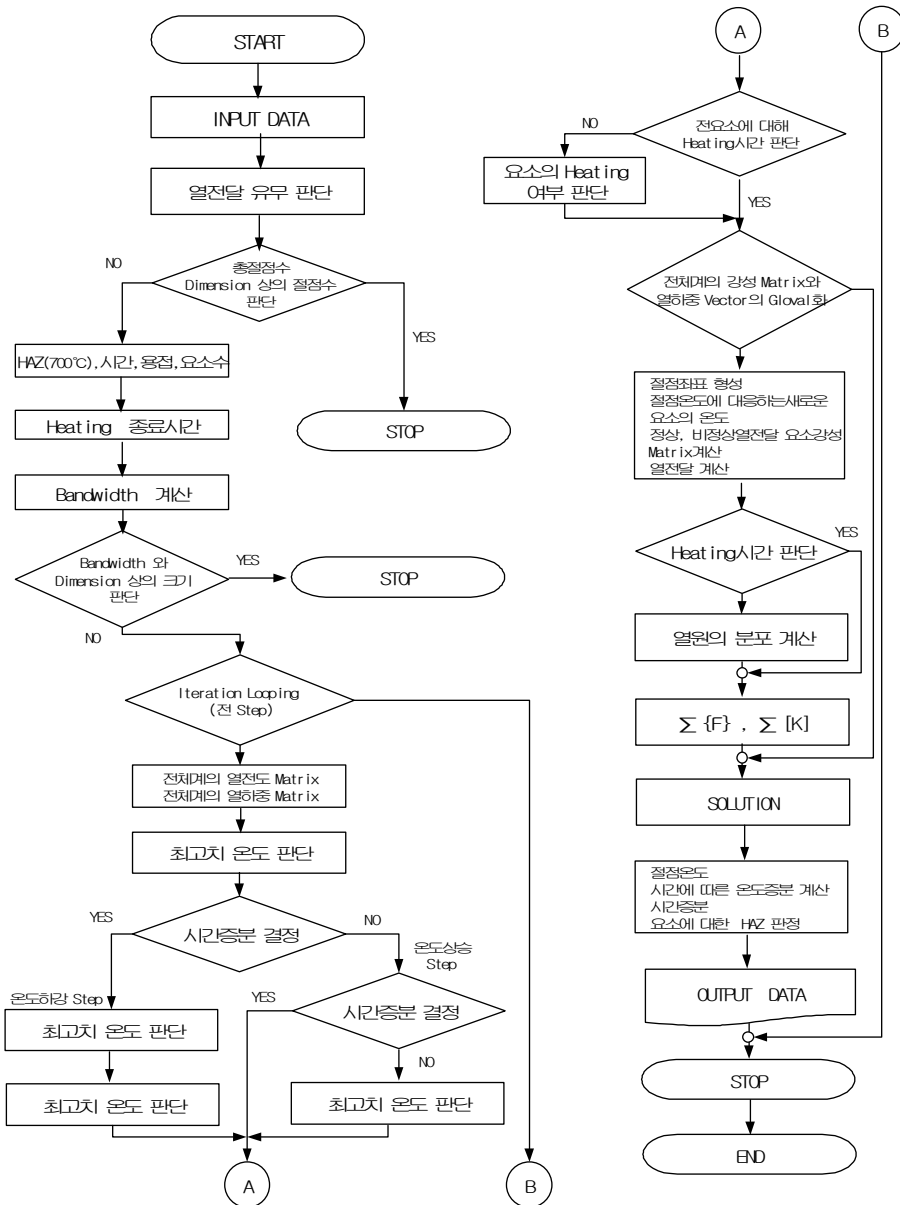 START
INPUT DATA
열전달 유무 판단
NO
총절점수
Dimension 상의 절점수
판단
YES
HAZ(700℃),시간,용접,요소수
Heating 종료시간
STOP
Bandwidth 계산
Bandwidth 와
Dimension 상의 크기
판단
YES
STOP
NO
Iteration Looping
(전 Step)
전체계의 열전도 Matrix
전체계의 열하중 Matrix
최고치 온도 판단
YES
시간증분 결정
NO
온도상승
Step
온도하강 Step
YES
최고치 온도 판단
시간증분 결정
NO
최고치 온도 판단
최고치 온도 판단
A
B
A
B
NO
전요소에 대해
Heating시간 판단
요소의 Heating
여부 판단
YES
전체계의 강성 Matrix와
열하중 Vector의 Gloval화
절점좌표 형성
절점온도에 대응하는새로운
요소의 온도
정상, 비정상열전달 요소강성
Matrix계산
열전달 계산
YES
Heating시간 판단
열원의 분포 계산
∑ {F} , ∑ [K]
SOLUTION
절점온도
시간에 따른 온도증분 계산
시간증분
요소에 대한 HAZ 판정
OUTPUT DATA
STOP
END